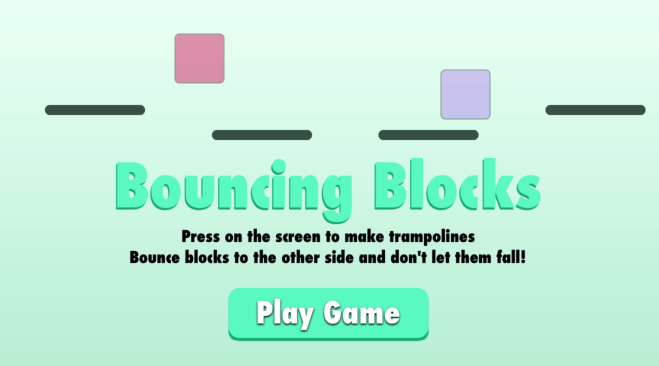 Bouncing Blocks
Press on the screen to make trampolines
Bounce blocks to the other side and don't let them fall!
Play Game